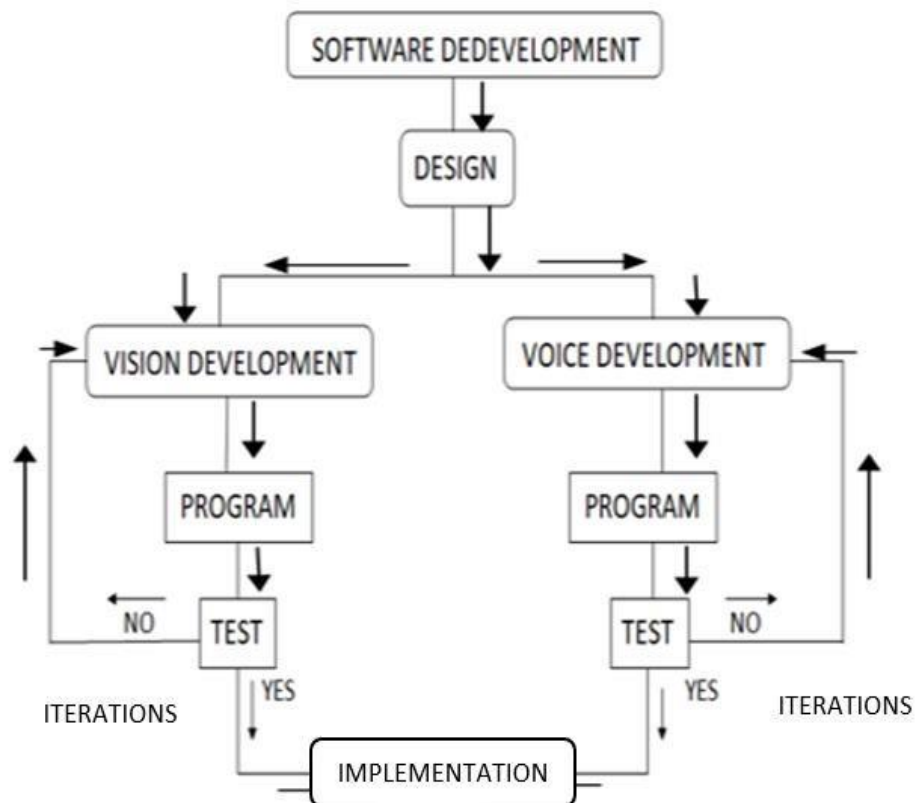 SOFTWARE DEDEVELOPMENT
DESIGN
VISION DEVELOPMENT
VOICE DEVELOPMENT
PROGRAM
PROGRAM
NO
TEST
TEST
NO
YES
YES
ITERATIONS
ITERATIONS
IMPLEMENTATION